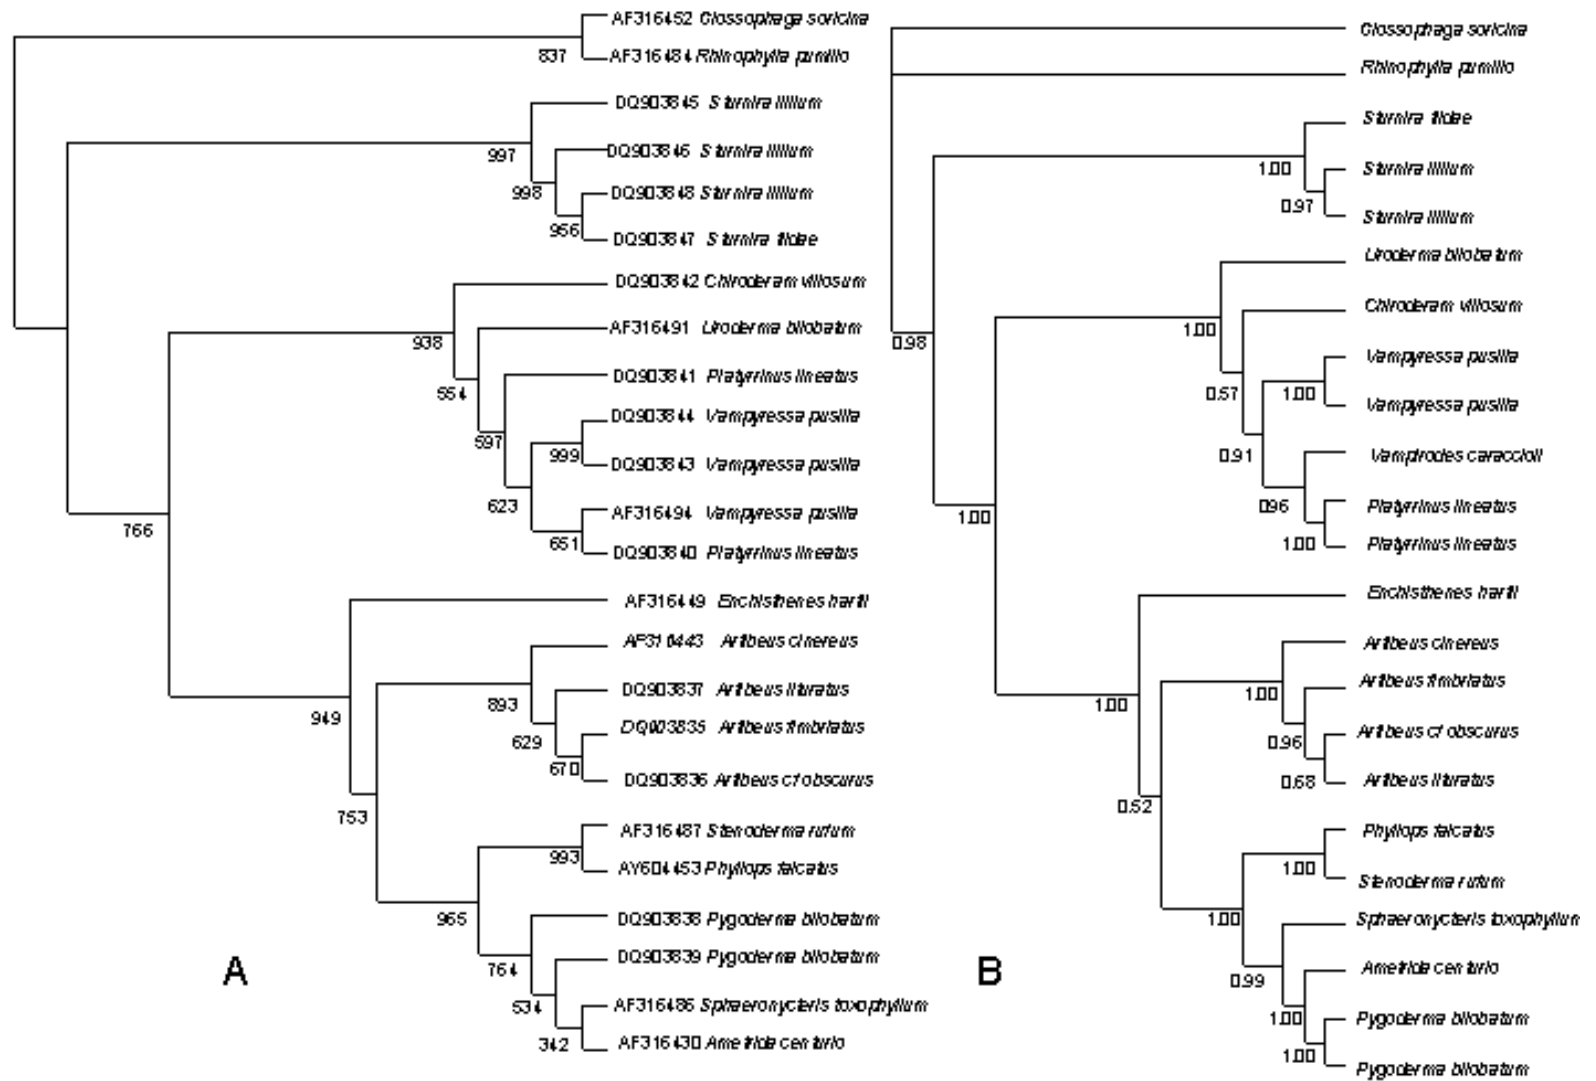 AF316452 Glossophaga soricina
837
AF316484 Rhinophylla pumilio
DQ903845 Sturnira lilium
997
DQ903846 Sturnira lilium
998
DQ903848 Sturnira lilium
956
DQ903847 Sturnira tildae
DQ903842 Chiroderam villosum
938
AF316491 Uroderma bilobatum
554
DQ903841 Platyrrinus lineatus
597
DQ903844 Vampyressa pusilla
999
DQ903843 Vampyressa pusilla
623
AF316494 Vampyressa pusilla
651
DQ903840 Platyrrinus lineatus
766
AF316449 Enchisthenes hartii
949
AF316443 Artibeus cinereus
893
DQ903837 Artibeus lituratus
629
DQ903835 Artibeus fimbriatus
670
DQ903836 Artibeus cf obscurus
753
AF316487 Stenoderma rufum
993
AY604453 Phyllops falcatus
965
DQ903838 Pygoderma bilobatum
764
DQ903839 Pygoderma bilobatum
534
AF316486 Sphaeronycteris toxophyllum
342
AF316430 Ametrida centurio
A
Glossophaga soricina
Rhinophylla pumilio
Sturnira tildae
1.00
Sturnira lilium
0.97
Sturnira lilium
Uroderma bilobatum
1.00
Chiroderam villosum
0.98
Vampyressa pusilla
0.57
1.00
Vampyressa pusilla
0.91
Vampirodes caraccioli
0.96
Platyrrinus lineatus
1.00
Platyrrinus lineatus
1.00
Enchisthenes hartii
1.00
Artibeus cinereus
1.00
Artibeus fimbriatus
0.96
Artibeus cf obscurus
0.68
Artibeus lituratus
0.52
Phyllops falcatus
1.00
Stenoderma rufum
1.00
Sphaeronycteris toxophyllum
0.99
Ametrida centurio
1.00
Pygoderma bilobatum
1.00
Pygoderma bilobatum
B